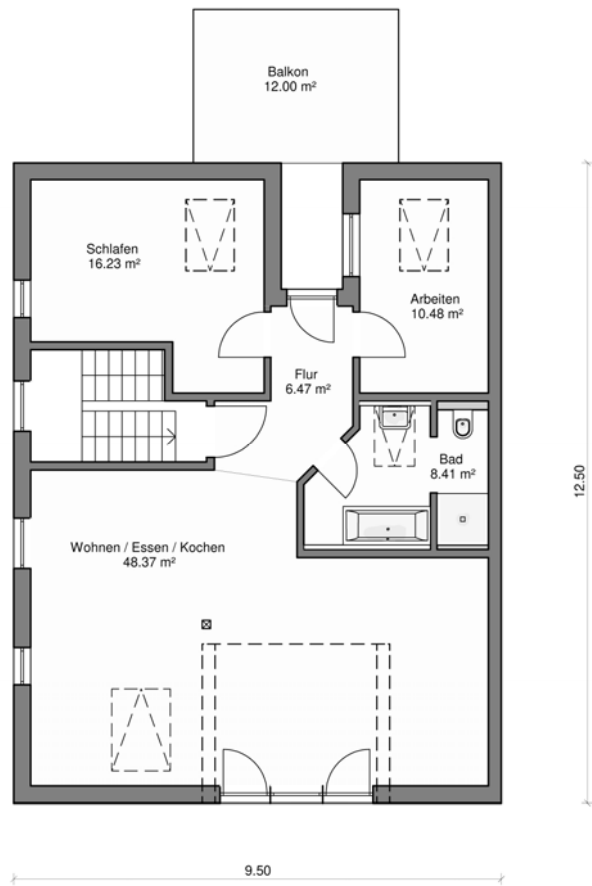 Balkon
12.00 m²
Schlafen
16.23 m²
Arbeiten
10.48 m²
Flur
6.47 m²
Bad
8.41 m²
Wohnen / Essen / Kochen
48.37 m²
12.50
9.50